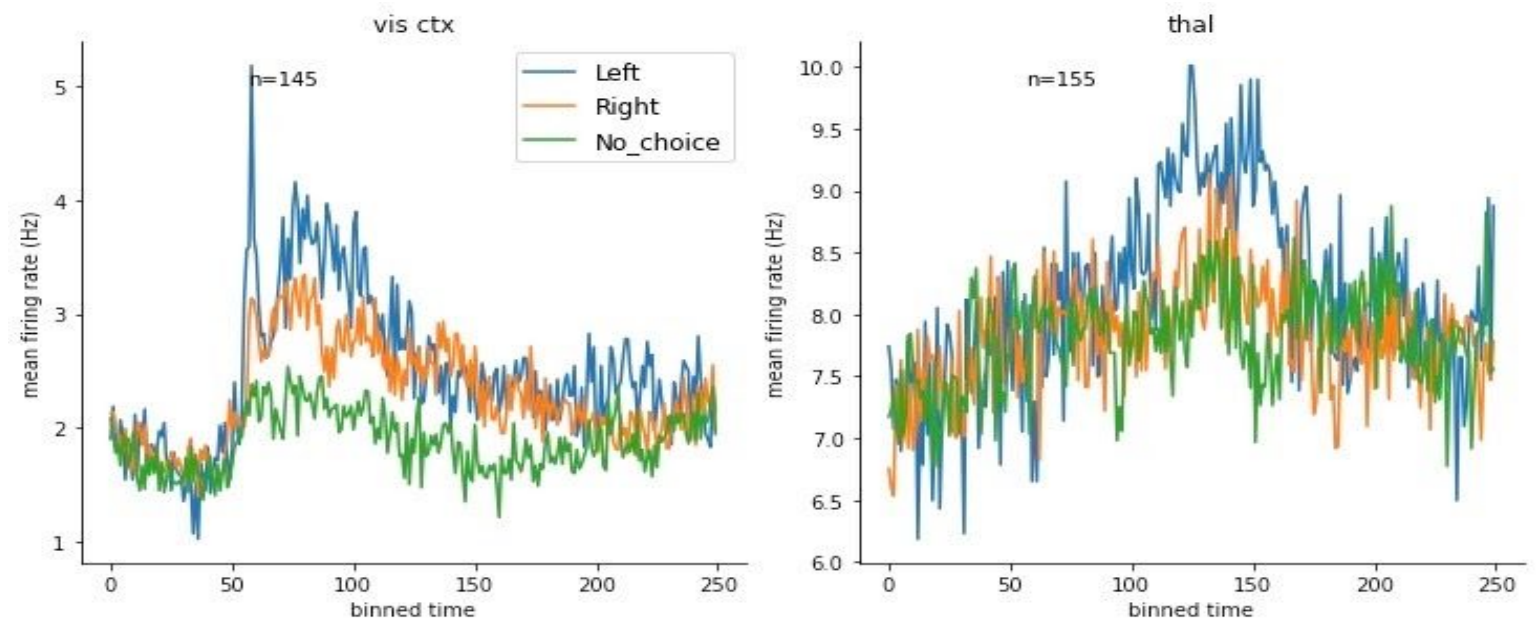 vis ctx
n=145
Left
Right
No_choice
mean firing rate (Hz)
5
4
3
2
1
0 50 100 150 200 250
binned time
thal
n=155
mean firing rate (Hz)
10.0
9.5
9.0
8.5
8.0
7.5
7.0
6.5
6.0
0 50 100 150 200 250
binned time